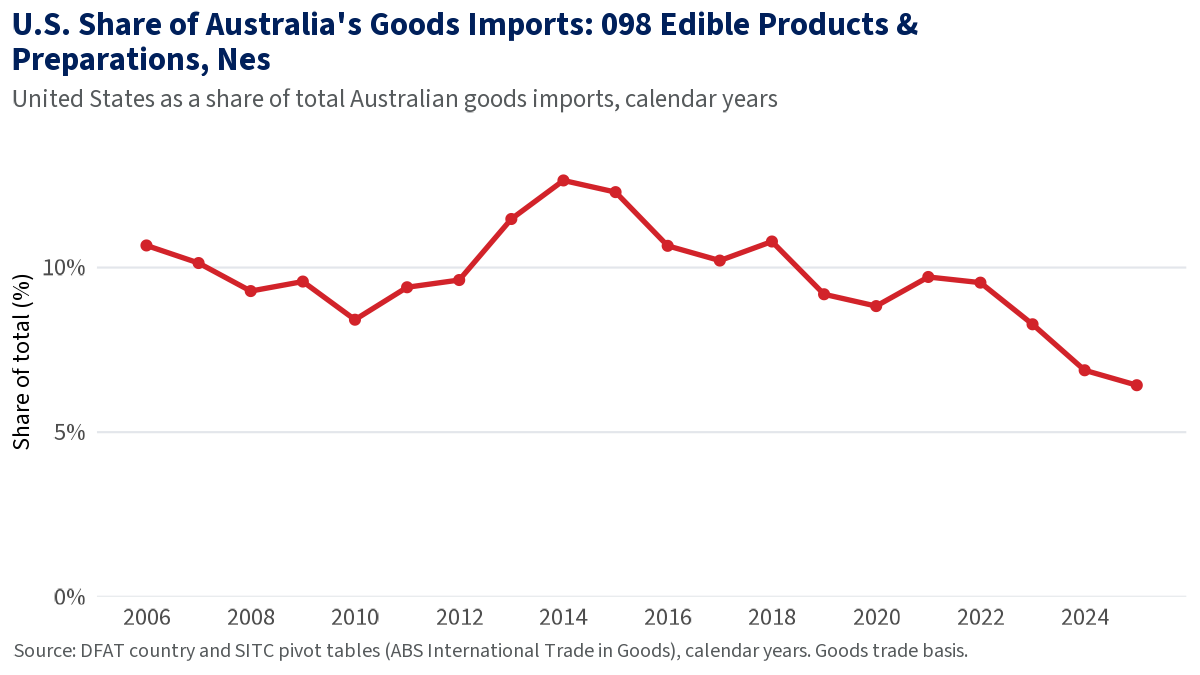 U.S. Share of Australia's Goods Imports: 098 Edible Products &
Preparations, Nes
United States as a share of total Australian goods imports, calendar years
Share of total (%)
10%
5%
0%
2006 2008 2010 2012 2014 2016 2018 2020 2022 2024
Source: DFAT country and SITC pivot tables (ABS International Trade in Goods), calendar years. Goods trade basis.